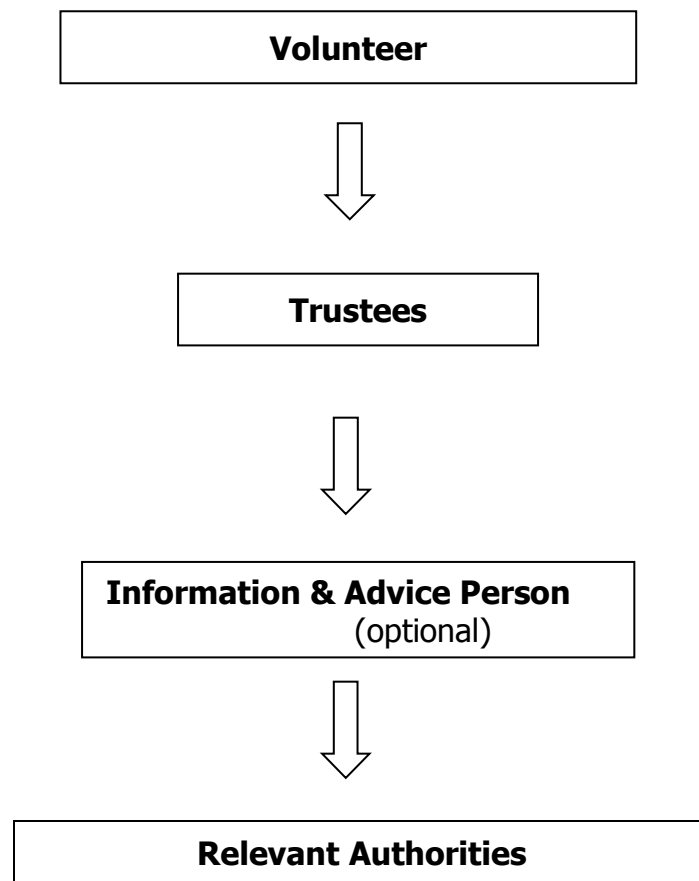 Volunteer
Trustees
Information & Advice Person
(optional)
Relevant Authorities